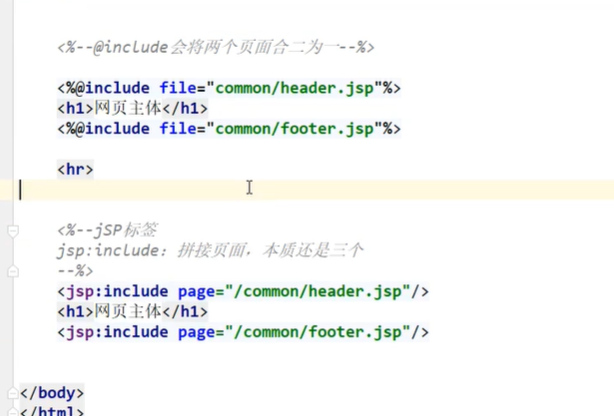 <%--@include会将两个页面合二为一--%>
<%@include file="common/header.jsp"%>
<h1>网页主体</h1>
<%@include file="common/footer.jsp"%>
<hr>
<%--jSP标签
jsp:include：拼接页面，本质还是三个
--%>
<jsp:include page="/common/header.jsp"/>
<h1>网页主体</h1>
<jsp:include page="/common/footer.jsp"/>
</body>
</html>